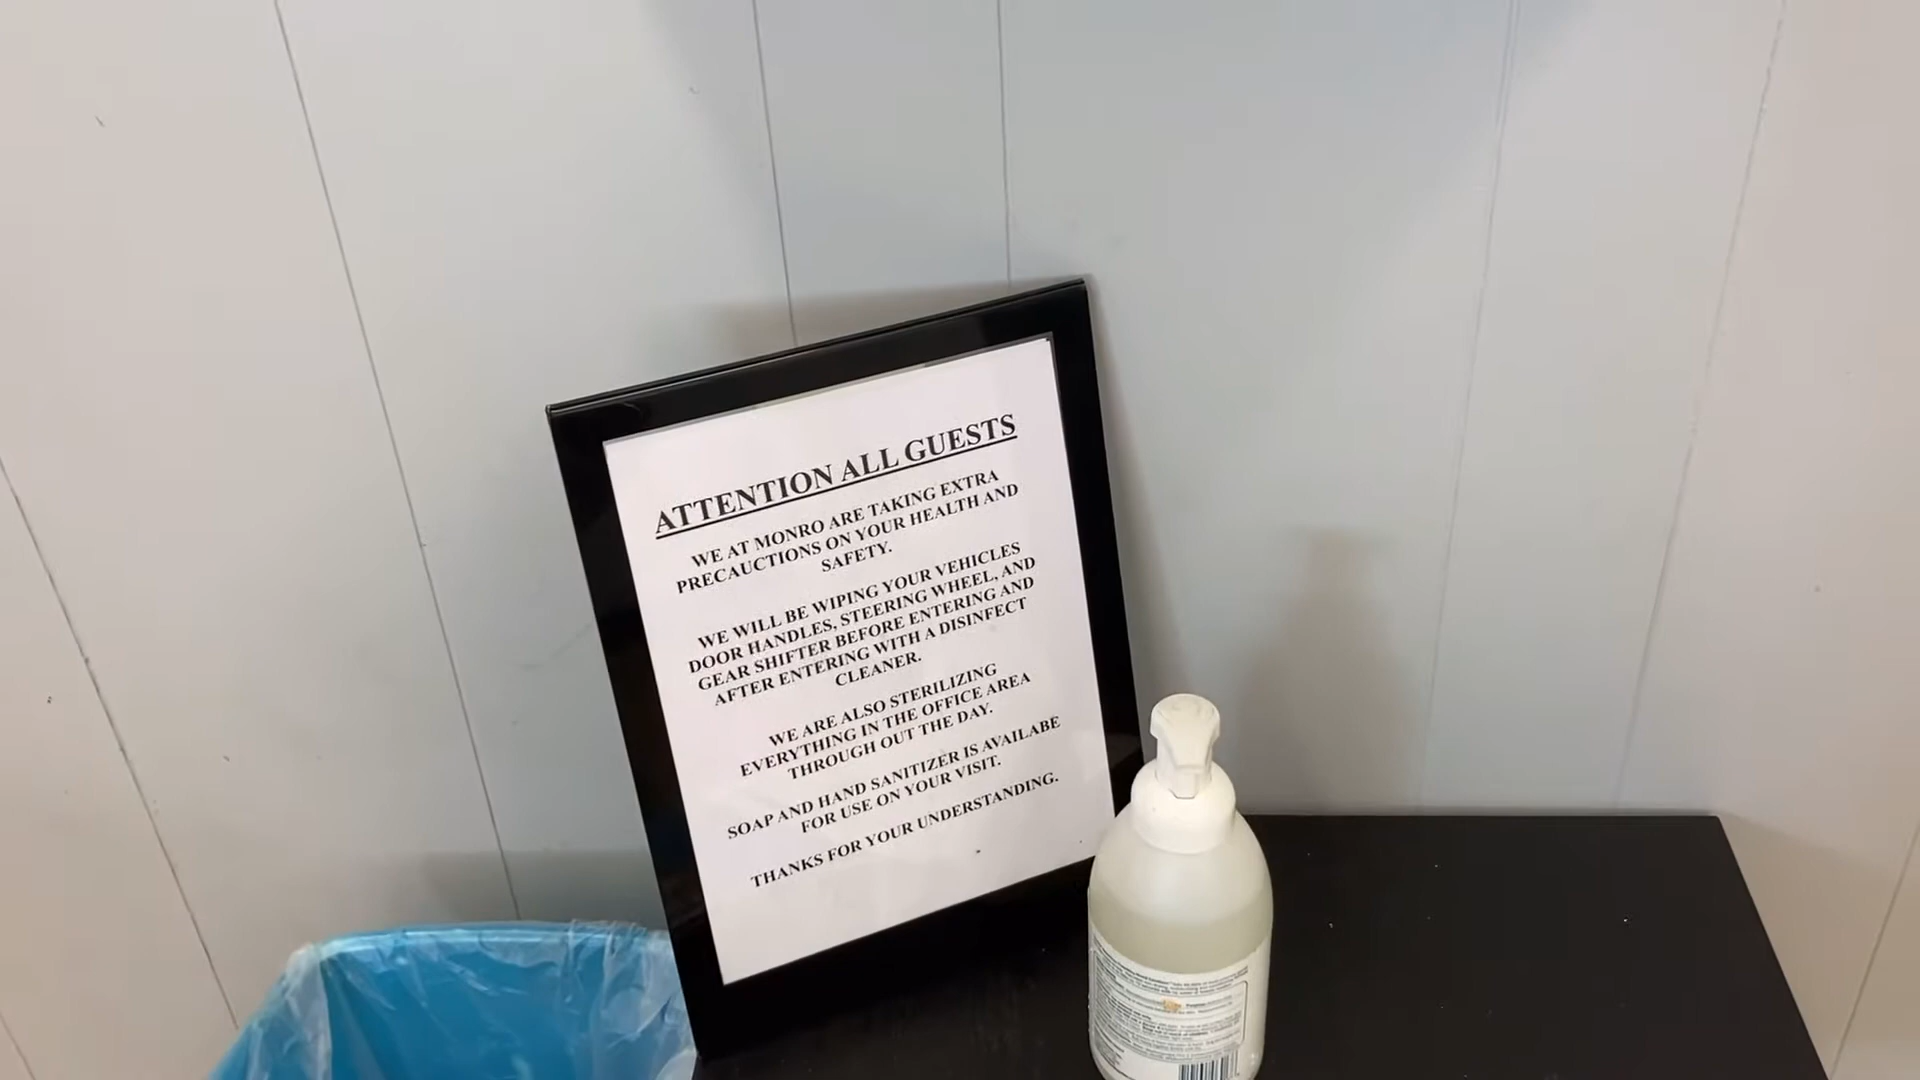 ATTENTION ALL GUESTS
WE AT MONRO ARE TAKING EXTRA
PRECAUCTIONS ON YOUR HEALTH AND
SAFETY.
WE WILL BE WIPING YOUR VEHICLES
DOOR HANDLES, STEERING WHEEL, AND
GEAR SHIFTER BEFORE ENTERING AND
AFTER ENTERING WITH A DISINFECT
CLEANER.
WE ARE ALSO STERILIZING
EVERYTHING IN THE OFFICE AREA
THROUGH OUT THE DAY.
SOAP AND HAND SANITIZER IS AVAILABE
FOR USE ON YOUR VISIT.
THANKS FOR YOUR UNDERSTANDING.